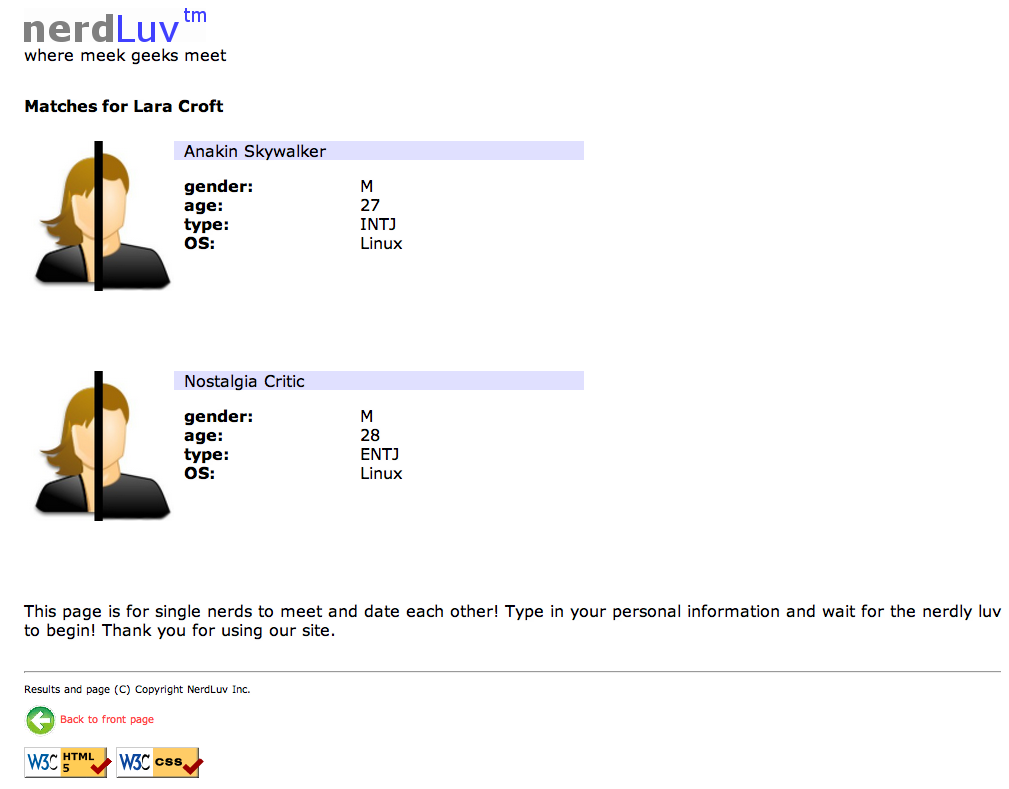 nerdLuv™
where meek geeks meet
Matches for Lara Croft
Anakin Skywalker
gender: M
age: 27
type: INTJ
OS: Linux
Nostalgia Critic
gender: M
age: 28
type: ENTJ
OS: Linux
This page is for single nerds to meet and date each other! Type in your personal information and wait for the nerdly luv
to begin! Thank you for using our site.
Results and page (C) Copyright NerdLuv Inc.
Back to front page
W3C HTML 5 W3C CSS